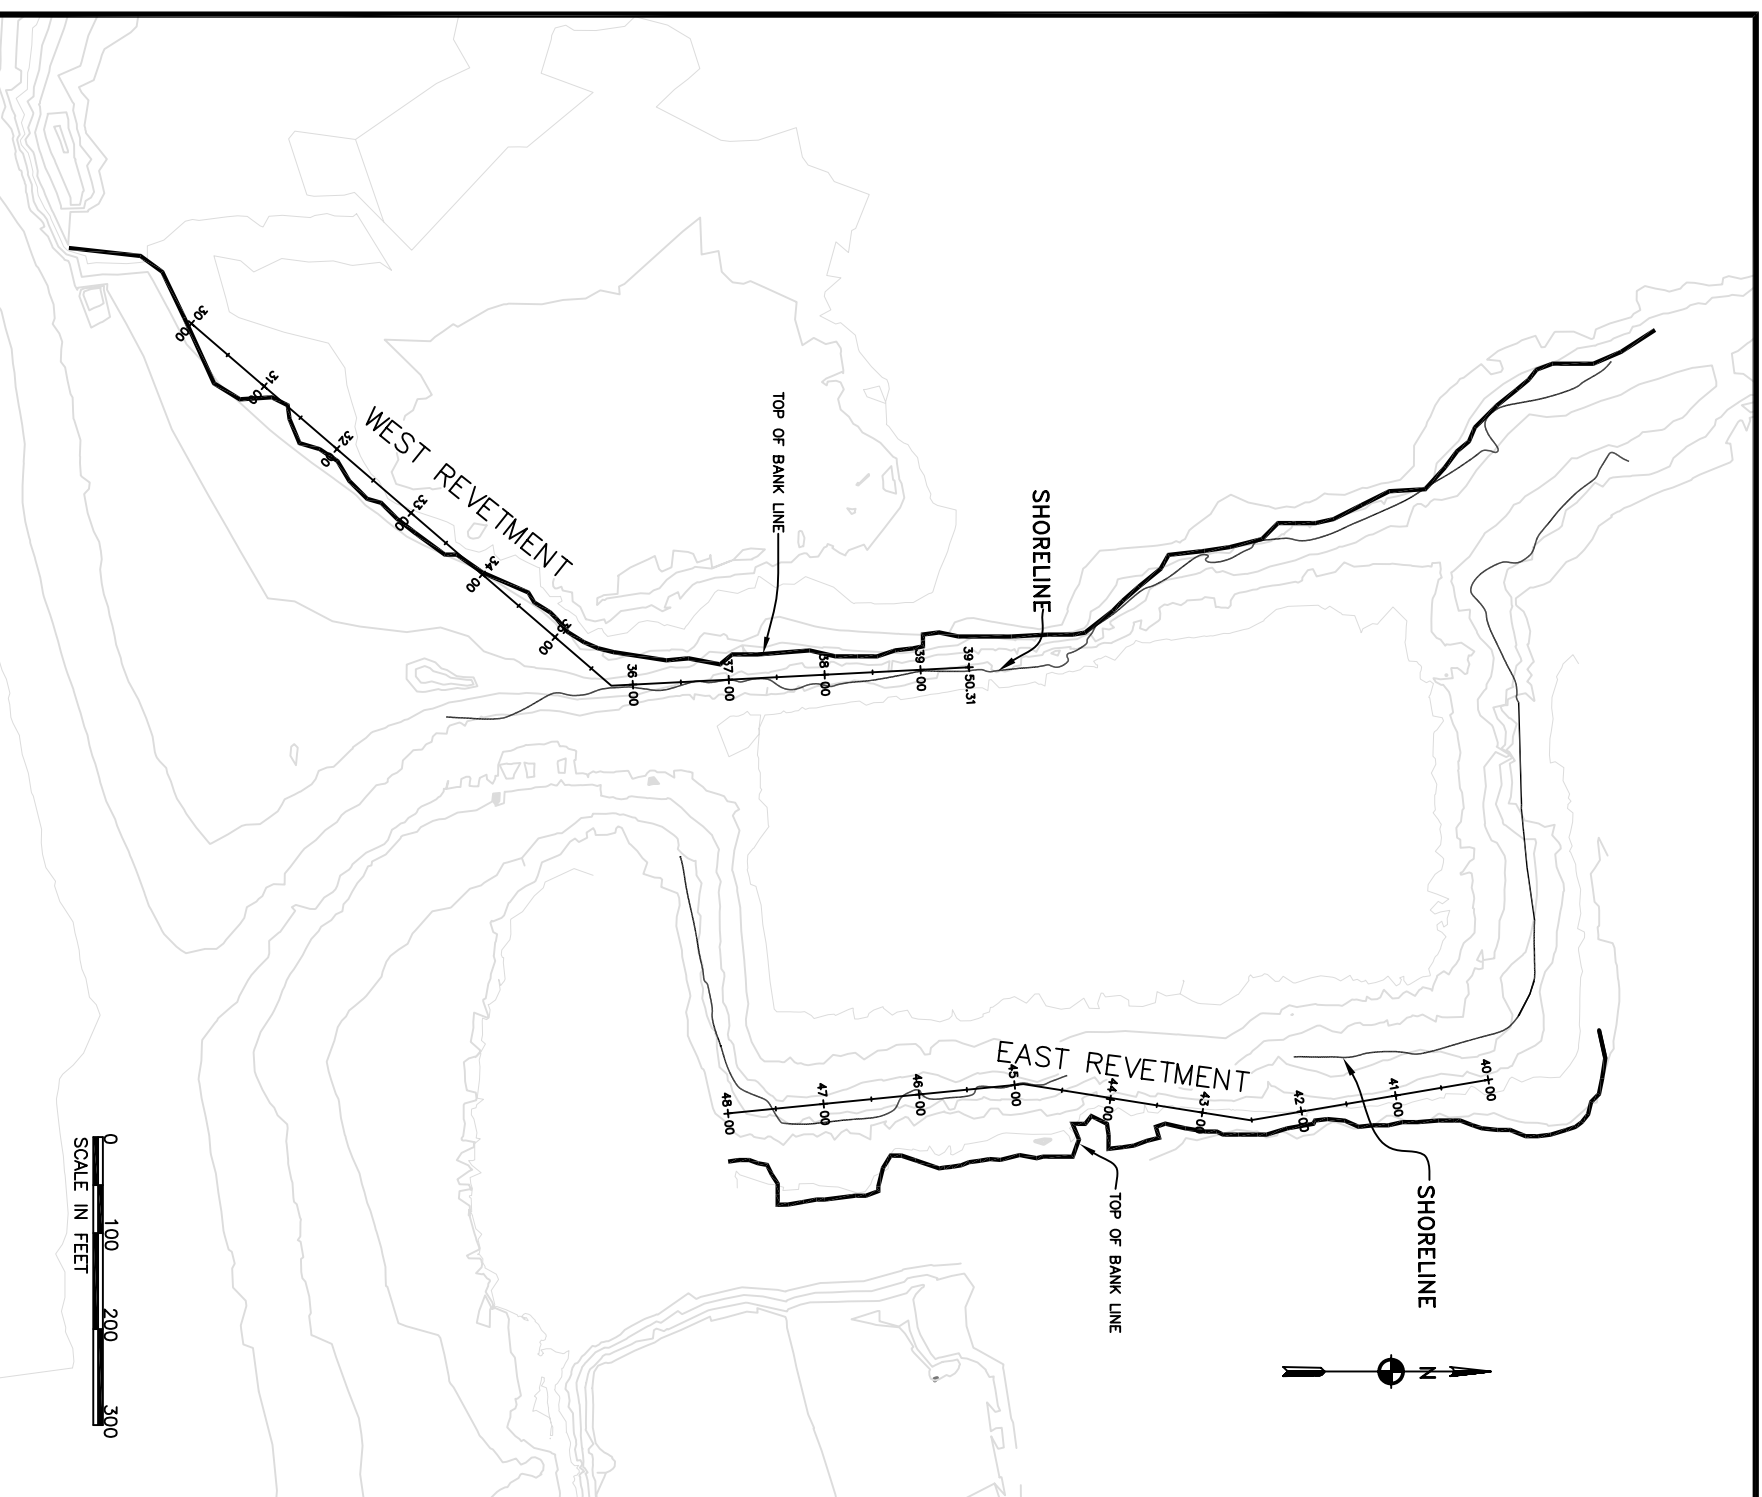 30+00
31+00
32+00
33+00
34+00
35+00
36+00
37+00
38+00
39+00
39+50.31
WEST REVETMENT
TOP OF BANK LINE
SHORELINE
EAST REVETMENT
40+00
41+00
42+00
43+00
44+00
45+00
46+00
47+00
48+00
TOP OF BANK LINE
SHORELINE
N
0 100 200 300
SCALE IN FEET